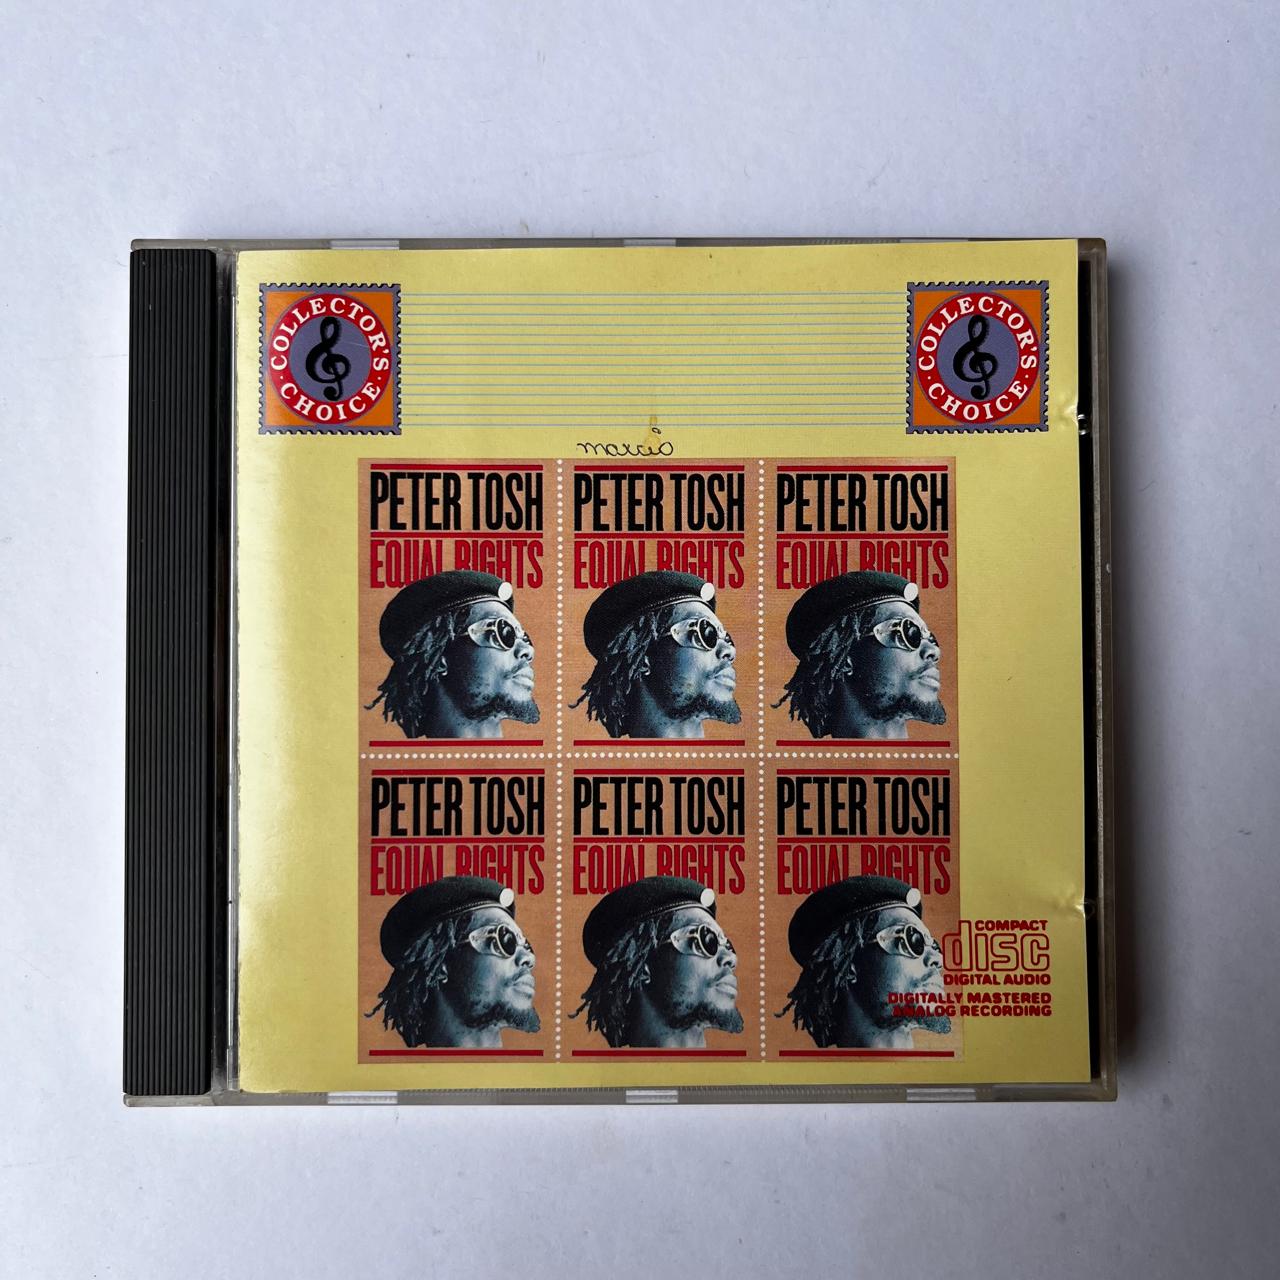 COLLECTOR'S · CHOICE ·
COLLECTOR'S · CHOICE ·
PETER TOSH
EQUAL RIGHTS
PETER TOSH
EQUAL RIGHTS
PETER TOSH
EQUAL RIGHTS
PETER TOSH
EQUAL RIGHTS
PETER TOSH
EQUAL RIGHTS
PETER TOSH
EQUAL RIGHTS
COMPACT
disc
DIGITAL AUDIO
DIGITALLY MASTERED
ANALOG RECORDING